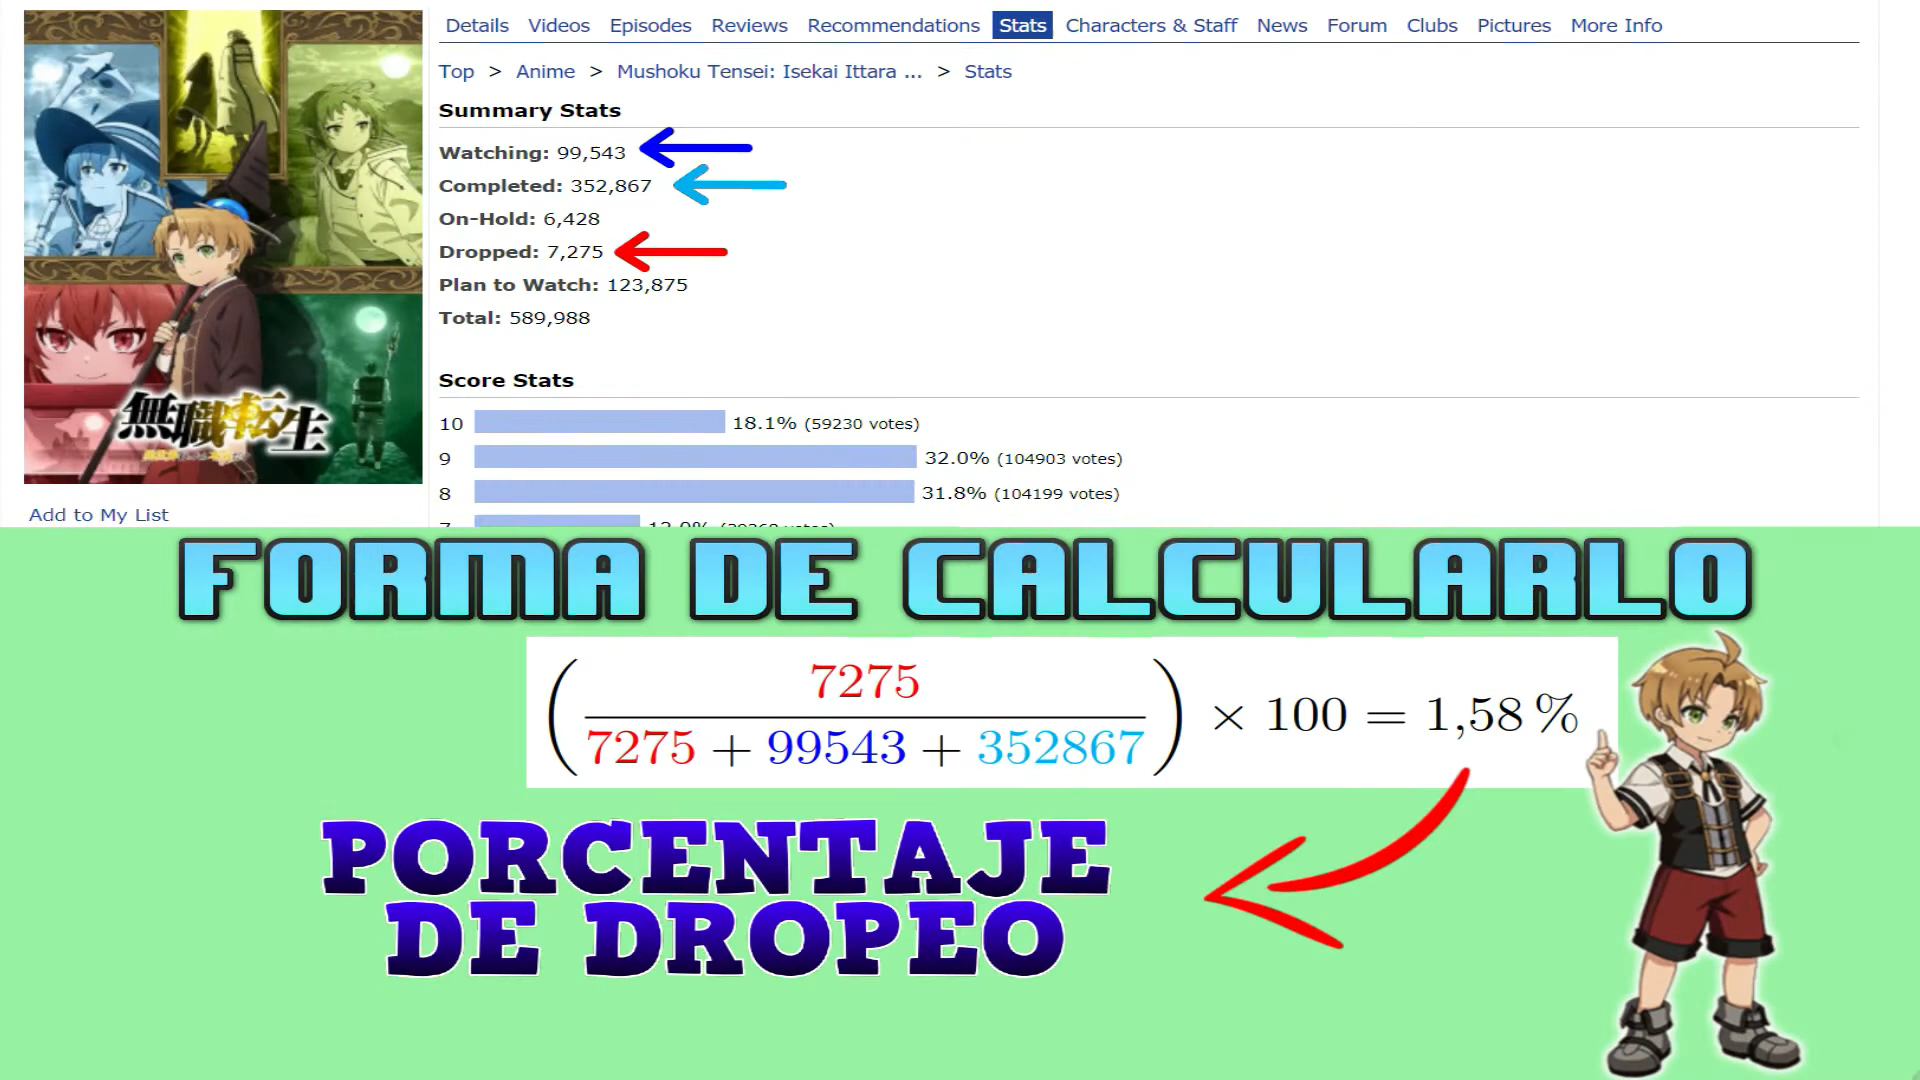 Details Videos Episodes Reviews Recommendations Stats Characters & Staff News Forum Clubs Pictures More Info
Top > Anime > Mushoku Tensei: Isekai Ittara ... > Stats
Summary Stats
Watching: 99,543
Completed: 352,867
On-Hold: 6,428
Dropped: 7,275
Plan to Watch: 123,875
Total: 589,988
Score Stats
10 18.1% (59230 votes)
9 32.0% (104903 votes)
8 31.8% (104199 votes)
無職転生
Add to My List
FORMA DE CALCULARLO
( 7275 / 7275 + 99543 + 352867 ) × 100 = 1,58 %
PORCENTAJE
DE DROPEO